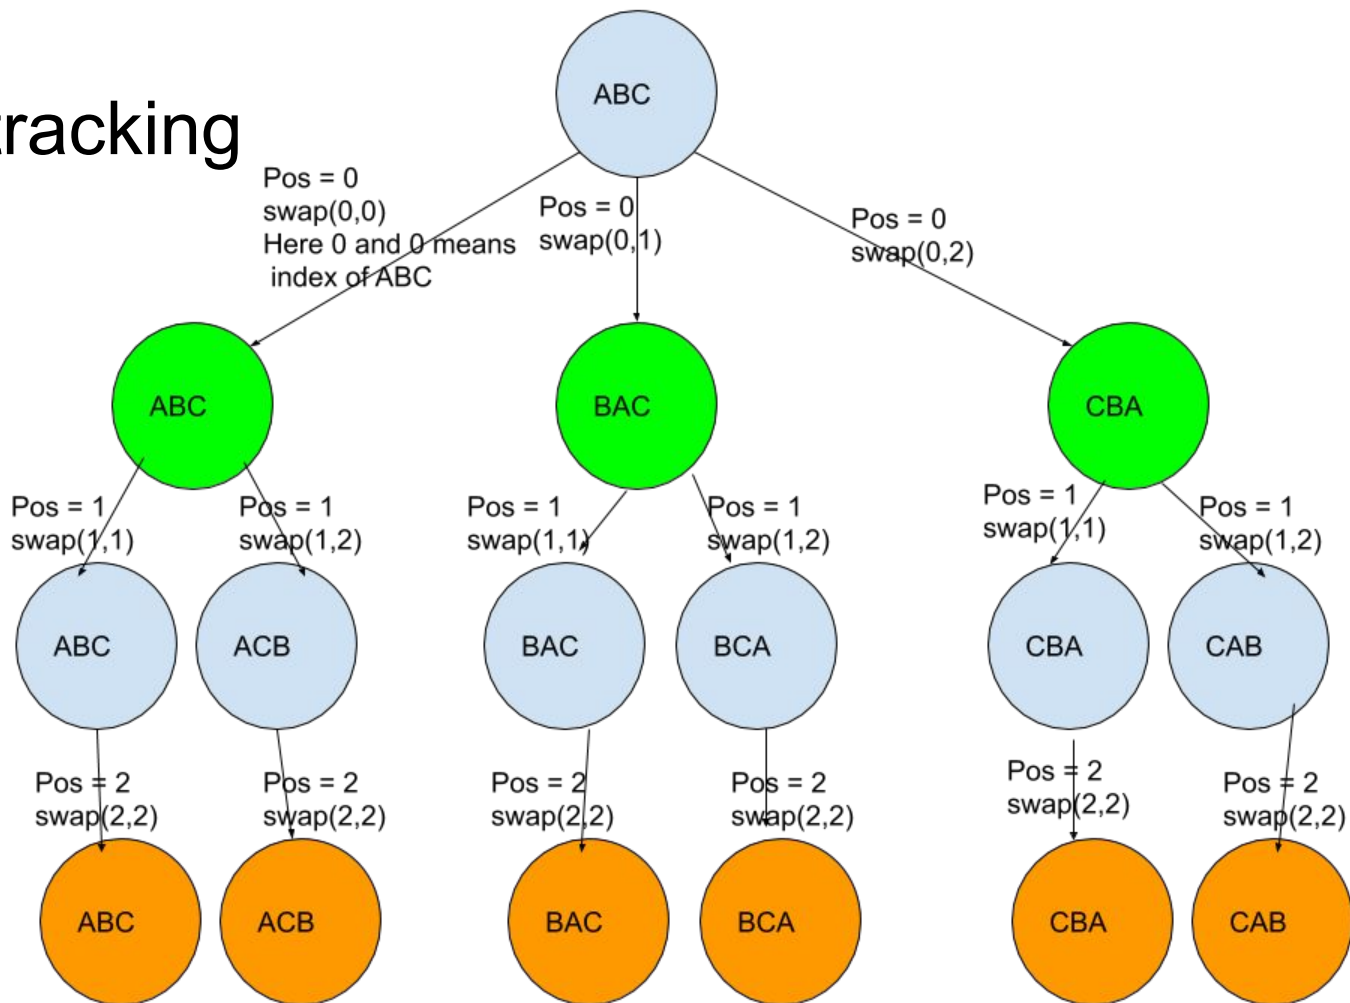 ABC
tracking
Pos = 0
swap(0,0)
Here 0 and 0 means
index of ABC
Pos = 0
swap(0,1)
Pos = 0
swap(0,2)
ABC
BAC
CBA
Pos = 1
swap(1,1)
Pos = 1
swap(1,2)
Pos = 1
swap(1,1)
Pos = 1
swap(1,2)
Pos = 1
swap(1,1)
Pos = 1
swap(1,2)
ABC
ACB
BAC
BCA
CBA
CAB
Pos = 2
swap(2,2)
Pos = 2
swap(2,2)
Pos = 2
swap(2,2)
Pos = 2
swap(2,2)
Pos = 2
swap(2,2)
Pos = 2
swap(2,2)
ABC
ACB
BAC
BCA
CBA
CAB